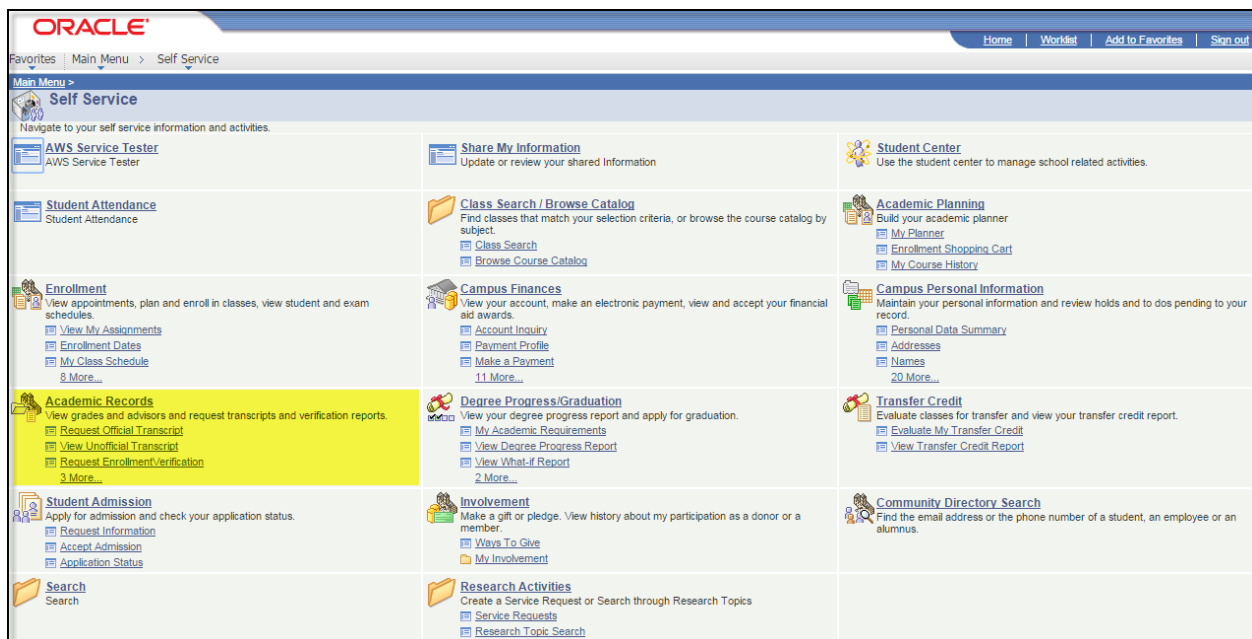 ORACLE
Home | Worklist | Add to Favorites | Sign out
Favorites Main Menu > Self Service
Main Menu >
Self Service
Navigate to your self service information and activities.
AWS Service Tester
AWS Service Tester
Share My Information
Update or review your shared Information
Student Center
Use the student center to manage school related activities.
Student Attendance
Student Attendance
Class Search / Browse Catalog
Find classes that match your selection criteria, or browse the course catalog by
subject.
Class Search
Browse Course Catalog
Academic Planning
Build your academic planner
My Planner
Enrollment Shopping Cart
My Course History
Enrollment
View appointments, plan and enroll in classes, view student and exam
schedules.
View My Assignments
Enrollment Dates
My Class Schedule
8 More...
Campus Finances
View your account, make an electronic payment, view and accept your financial
aid awards.
Account Inquiry
Payment Profile
Make a Payment
11 More...
Campus Personal Information
Maintain your personal information and review holds and to dos pending to your
record.
Personal Data Summary
Addresses
Names
20 More...
Academic Records
View grades and advisors and request transcripts and verification reports.
Request Official Transcript
View Unofficial Transcript
Request EnrollmentVerification
3 More...
Degree Progress/Graduation
View your degree progress report and apply for graduation.
My Academic Requirements
View Degree Progress Report
View What-if Report
2 More...
Transfer Credit
Evaluate classes for transfer and view your transfer credit report.
Evaluate My Transfer Credit
View Transfer Credit Report
Student Admission
Apply for admission and check your application status.
Request Information
Accept Admission
Application Status
Involvement
Make a gift or pledge. View history about my participation as a donor or a
member.
Ways To Give
My Involvement
Community Directory Search
Find the email address or the phone number of a student, an employee or an
alumnus.
Search
Search
Research Activities
Create a Service Request or Search through Research Topics
Service Requests
Research Topic Search